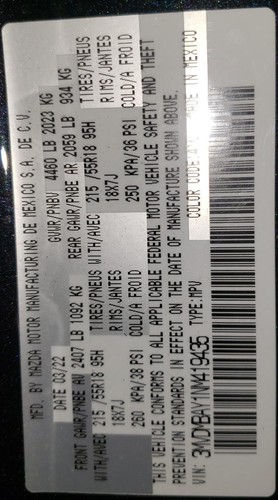 MFD. BY MAZDA MOTOR MANUFACTURING DE MEXICO S.A. DE C.V.
DATE 03/22 GVWR/PNBV 4460 LB 2023 KG
FRONT GAWR/PNBE AV 2407 LB 1092 KG REAR GAWR/PNBE AR 2059 LB 934 KG
WITH/AVEC 215/55R18 95H TIRES/PNEUS WITH/AVEC 215/55R18 95H TIRES/PNEUS
18X7J RIMS/JANTES 18X7J RIMS/JANTES
260 KPA/38 PSI COLD/A FROID 250 KPA/36 PSI COLD/A FROID
THIS VEHICLE CONFORMS TO ALL APPLICABLE FEDERAL MOTOR VEHICLE SAFETY AND THEFT
PREVENTION STANDARDS IN EFFECT ON THE DATE OF MANUFACTURE SHOWN ABOVE.
COLOR CODE: MADE IN MEXICO
VIN: TYPE:MPV